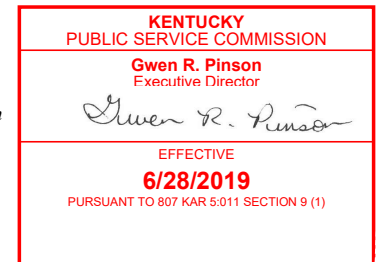 KENTUCKY
PUBLIC SERVICE COMMISSION
Gwen R. Pinson
Executive Director
Gwen R. Pinson
EFFECTIVE
6/28/2019
PURSUANT TO 807 KAR 5:011 SECTION 9 (1)